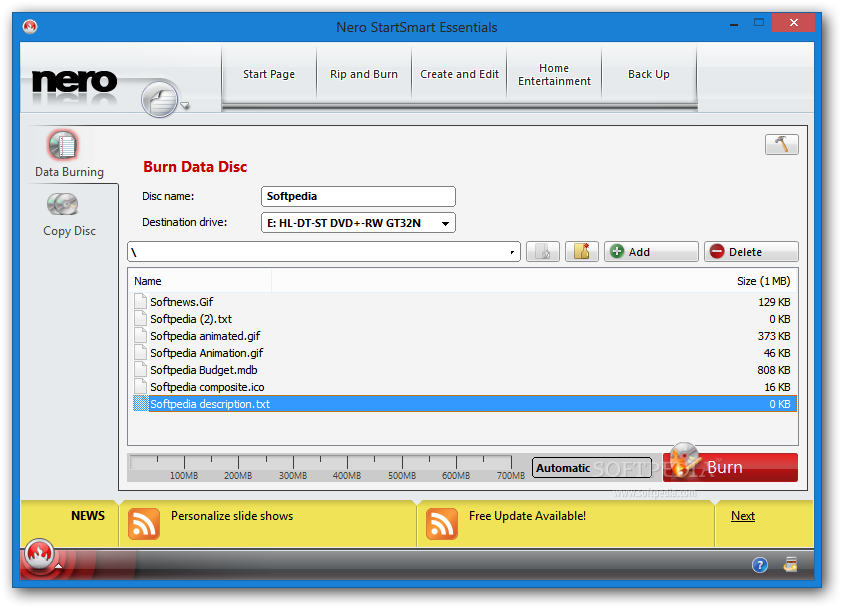 Nero StartSmart Essentials
nero
Start Page
Rip and Burn
Create and Edit
Home
Entertainment
Back Up
Data Burning
Copy Disc
Burn Data Disc
Disc name:
Softpedia
Destination drive:
E: HL-DT-ST DVD+-RW GT32N
\
Add
Delete
Name
Size (1 MB)
Softnews.Gif
129 KB
Softpedia (2).txt
0 KB
Softpedia animated.gif
373 KB
Softpedia Animation.gif
46 KB
Softpedia Budget.mdb
808 KB
Softpedia composite.ico
16 KB
Softpedia description.txt
0 KB
100MB
200MB
300MB
400MB
500MB
600MB
700MB
Automatic
SOFTPEDIA
www.softpedia.com
Burn
NEWS
Personalize slide shows
Free Update Available!
Next
?